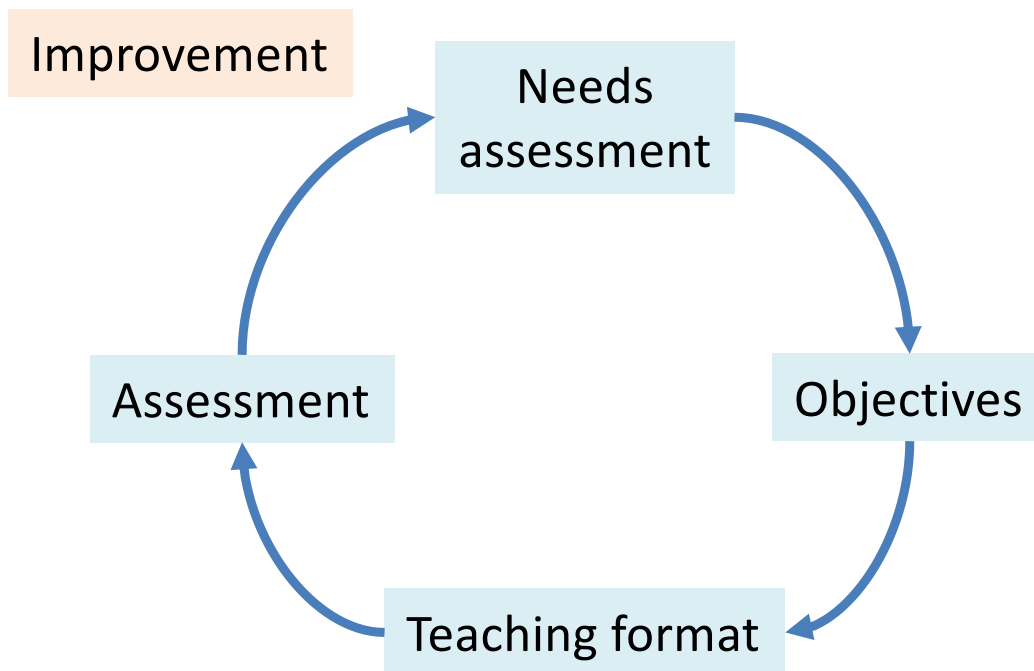 Improvement
Needs
assessment
Assessment
Objectives
Teaching format